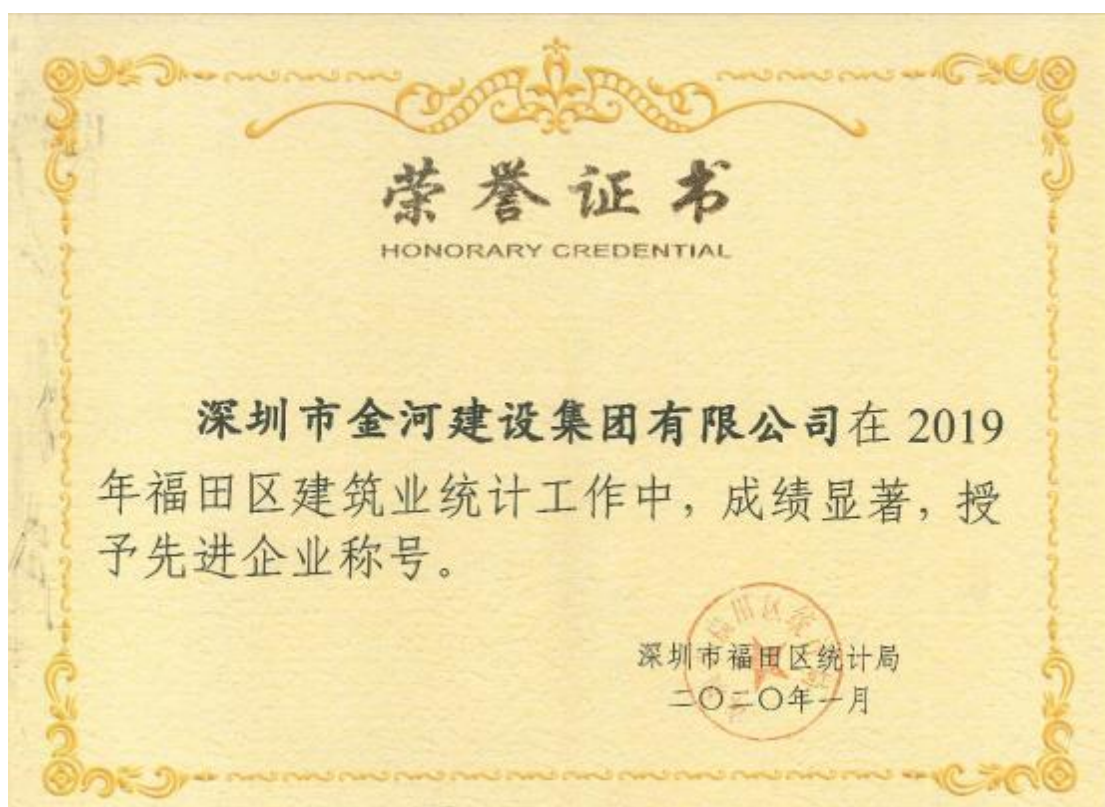 荣誉证书
HONORARY CREDENTIAL
深圳市金河建设集团有限公司在 2019
年福田区建筑业统计工作中，成绩显著，授
予先进企业称号。
深圳市福田区统计局
二〇二〇年一月